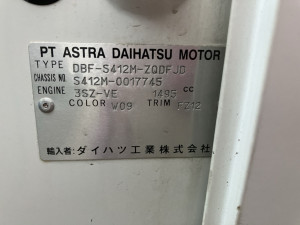 PT ASTRA DAIHATSU MOTOR
TYPE DBF-S412M-ZQDFJD
CHASSIS NO. S412M-0017745
ENGINE 3SZ-VE 1495 cc
COLOR W09 TRIM FZ12
輸入者: ダイハツ工業株式会社